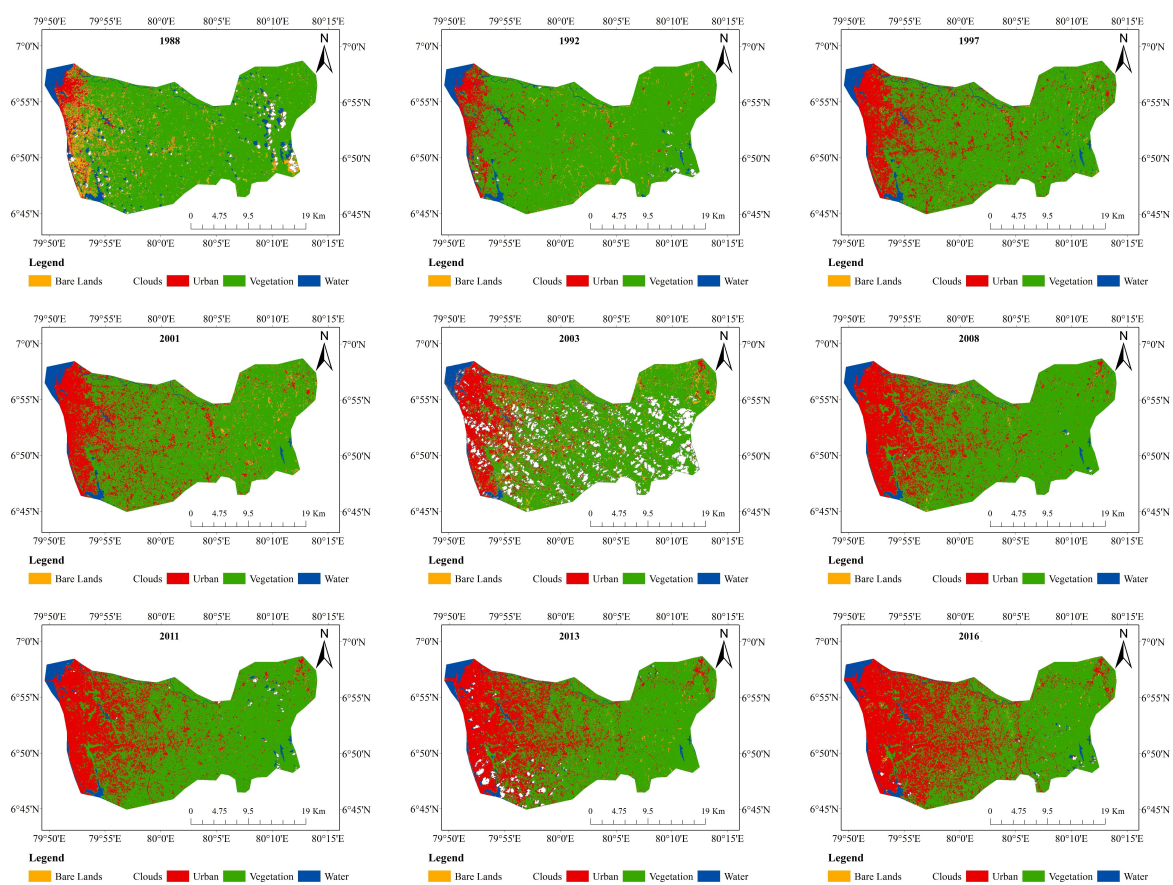 79°50'E 79°55'E 80°0'E 80°5'E 80°10'E 80°15'E 79°50'E 79°55'E 80°0'E 80°5'E 80°10'E 80°15'E 79°50'E 79°55'E 80°0'E 80°5'E 80°10'E 80°15'E
1988 N 1992 N 1997 N
7°0'N 7°0'N 7°0'N 7°0'N 7°0'N 7°0'N
6°55'N 6°55'N 6°55'N 6°55'N 6°55'N 6°55'N
6°50'N 6°50'N 6°50'N 6°50'N 6°50'N 6°50'N
0 4.75 9.5 19 Km 0 4.75 9.5 19 Km 0 4.75 9.5 19 Km
6°45'N 6°45'N 6°45'N 6°45'N 6°45'N 6°45'N
79°50'E 79°55'E 80°0'E 80°5'E 80°10'E 80°15'E 79°50'E 79°55'E 80°0'E 80°5'E 80°10'E 80°15'E 79°50'E 79°55'E 80°0'E 80°5'E 80°10'E 80°15'E
Legend Legend Legend
Bare Lands Clouds Urban Vegetation Water Bare Lands Clouds Urban Vegetation Water Bare Lands Clouds Urban Vegetation Water
79°50'E 79°55'E 80°0'E 80°5'E 80°10'E 80°15'E 79°50'E 79°55'E 80°0'E 80°5'E 80°10'E 80°15'E 79°50'E 79°55'E 80°0'E 80°5'E 80°10'E 80°15'E
2001 N 2003 N 2008 N
7°0'N 7°0'N 7°0'N 7°0'N 7°0'N 7°0'N
6°55'N 6°55'N 6°55'N 6°55'N 6°55'N 6°55'N
6°50'N 6°50'N 6°50'N 6°50'N 6°50'N 6°50'N
0 4.75 9.5 19 Km 0 4.75 9.5 19 Km 0 4.75 9.5 19 Km
6°45'N 6°45'N 6°45'N 6°45'N 6°45'N 6°45'N
79°50'E 79°55'E 80°0'E 80°5'E 80°10'E 80°15'E 79°50'E 79°55'E 80°0'E 80°5'E 80°10'E 80°15'E 79°50'E 79°55'E 80°0'E 80°5'E 80°10'E 80°15'E
Legend Legend Legend
Bare Lands Clouds Urban Vegetation Water Bare Lands Clouds Urban Vegetation Water Bare Lands Clouds Urban Vegetation Water
79°50'E 79°55'E 80°0'E 80°5'E 80°10'E 80°15'E 79°50'E 79°55'E 80°0'E 80°5'E 80°10'E 80°15'E 79°50'E 79°55'E 80°0'E 80°5'E 80°10'E 80°15'E
2011 N 2013 N 2016 N
7°0'N 7°0'N 7°0'N 7°0'N 7°0'N 7°0'N
6°55'N 6°55'N 6°55'N 6°55'N 6°55'N 6°55'N
6°50'N 6°50'N 6°50'N 6°50'N 6°50'N 6°50'N
0 4.75 9.5 19 Km 0 4.75 9.5 19 Km 0 4.75 9.5 19 Km
6°45'N 6°45'N 6°45'N 6°45'N 6°45'N 6°45'N
79°50'E 79°55'E 80°0'E 80°5'E 80°10'E 80°15'E 79°50'E 79°55'E 80°0'E 80°5'E 80°10'E 80°15'E 79°50'E 79°55'E 80°0'E 80°5'E 80°10'E 80°15'E
Legend Legend Legend
Bare Lands Clouds Urban Vegetation Water Bare Lands Clouds Urban Vegetation Water Bare Lands Clouds Urban Vegetation Water